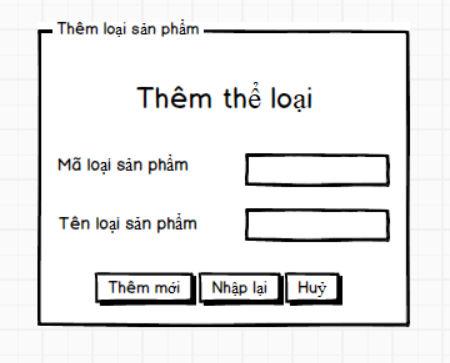 Thêm loại sản phẩm
Thêm thể loại
Mã loại sản phẩm
Tên loại sản phẩm
Thêm mới Nhập lại Huỷ